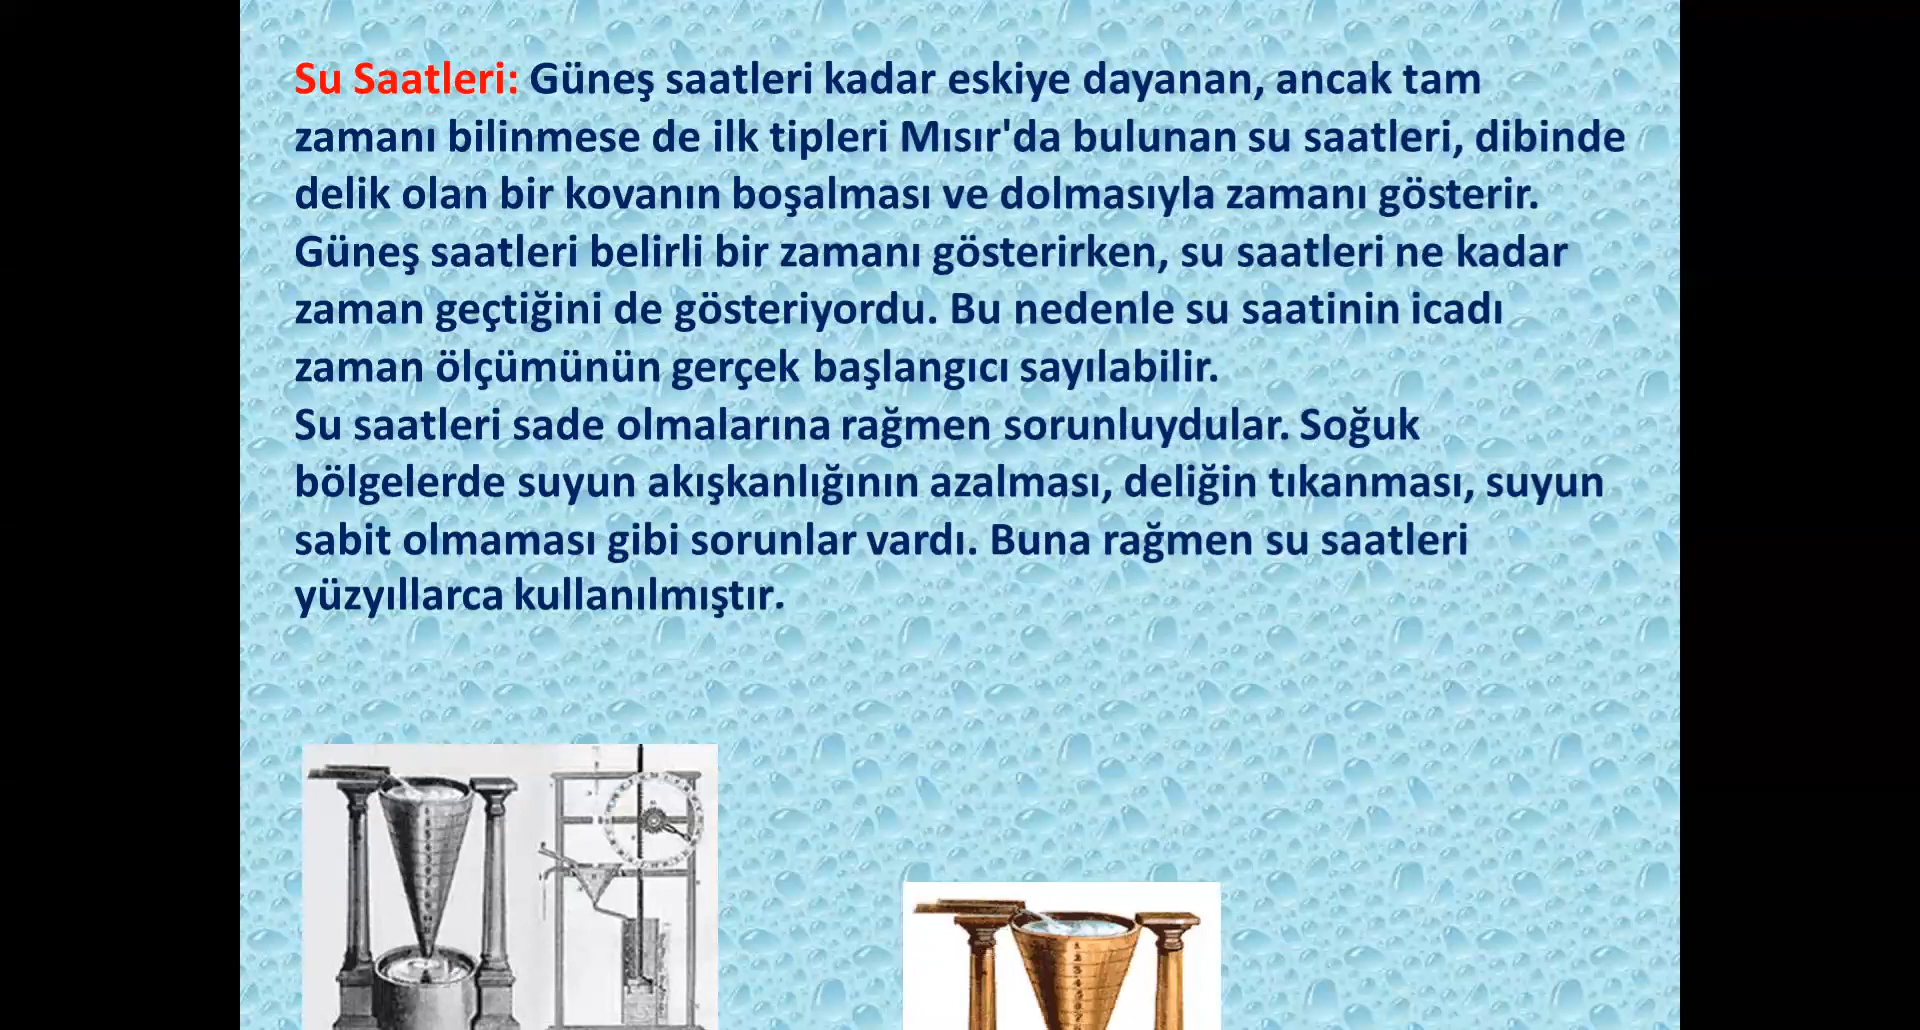 Su Saatleri: Güneş saatleri kadar eskiye dayanan, ancak tam
zamanı bilinmese de ilk tipleri Mısır'da bulunan su saatleri, dibinde
delik olan bir kovanın boşalması ve dolmasıyla zamanı gösterir.
Güneş saatleri belirli bir zamanı gösterirken, su saatleri ne kadar
zaman geçtiğini de gösteriyordu. Bu nedenle su saatinin icadı
zaman ölçümünün gerçek başlangıcı sayılabilir.
Su saatleri sade olmalarına rağmen sorunluydular. Soğuk
bölgelerde suyun akışkanlığının azalması, deliğin tıkanması, suyun
sabit olmaması gibi sorunlar vardı. Buna rağmen su saatleri
yüzyıllarca kullanılmıştır.